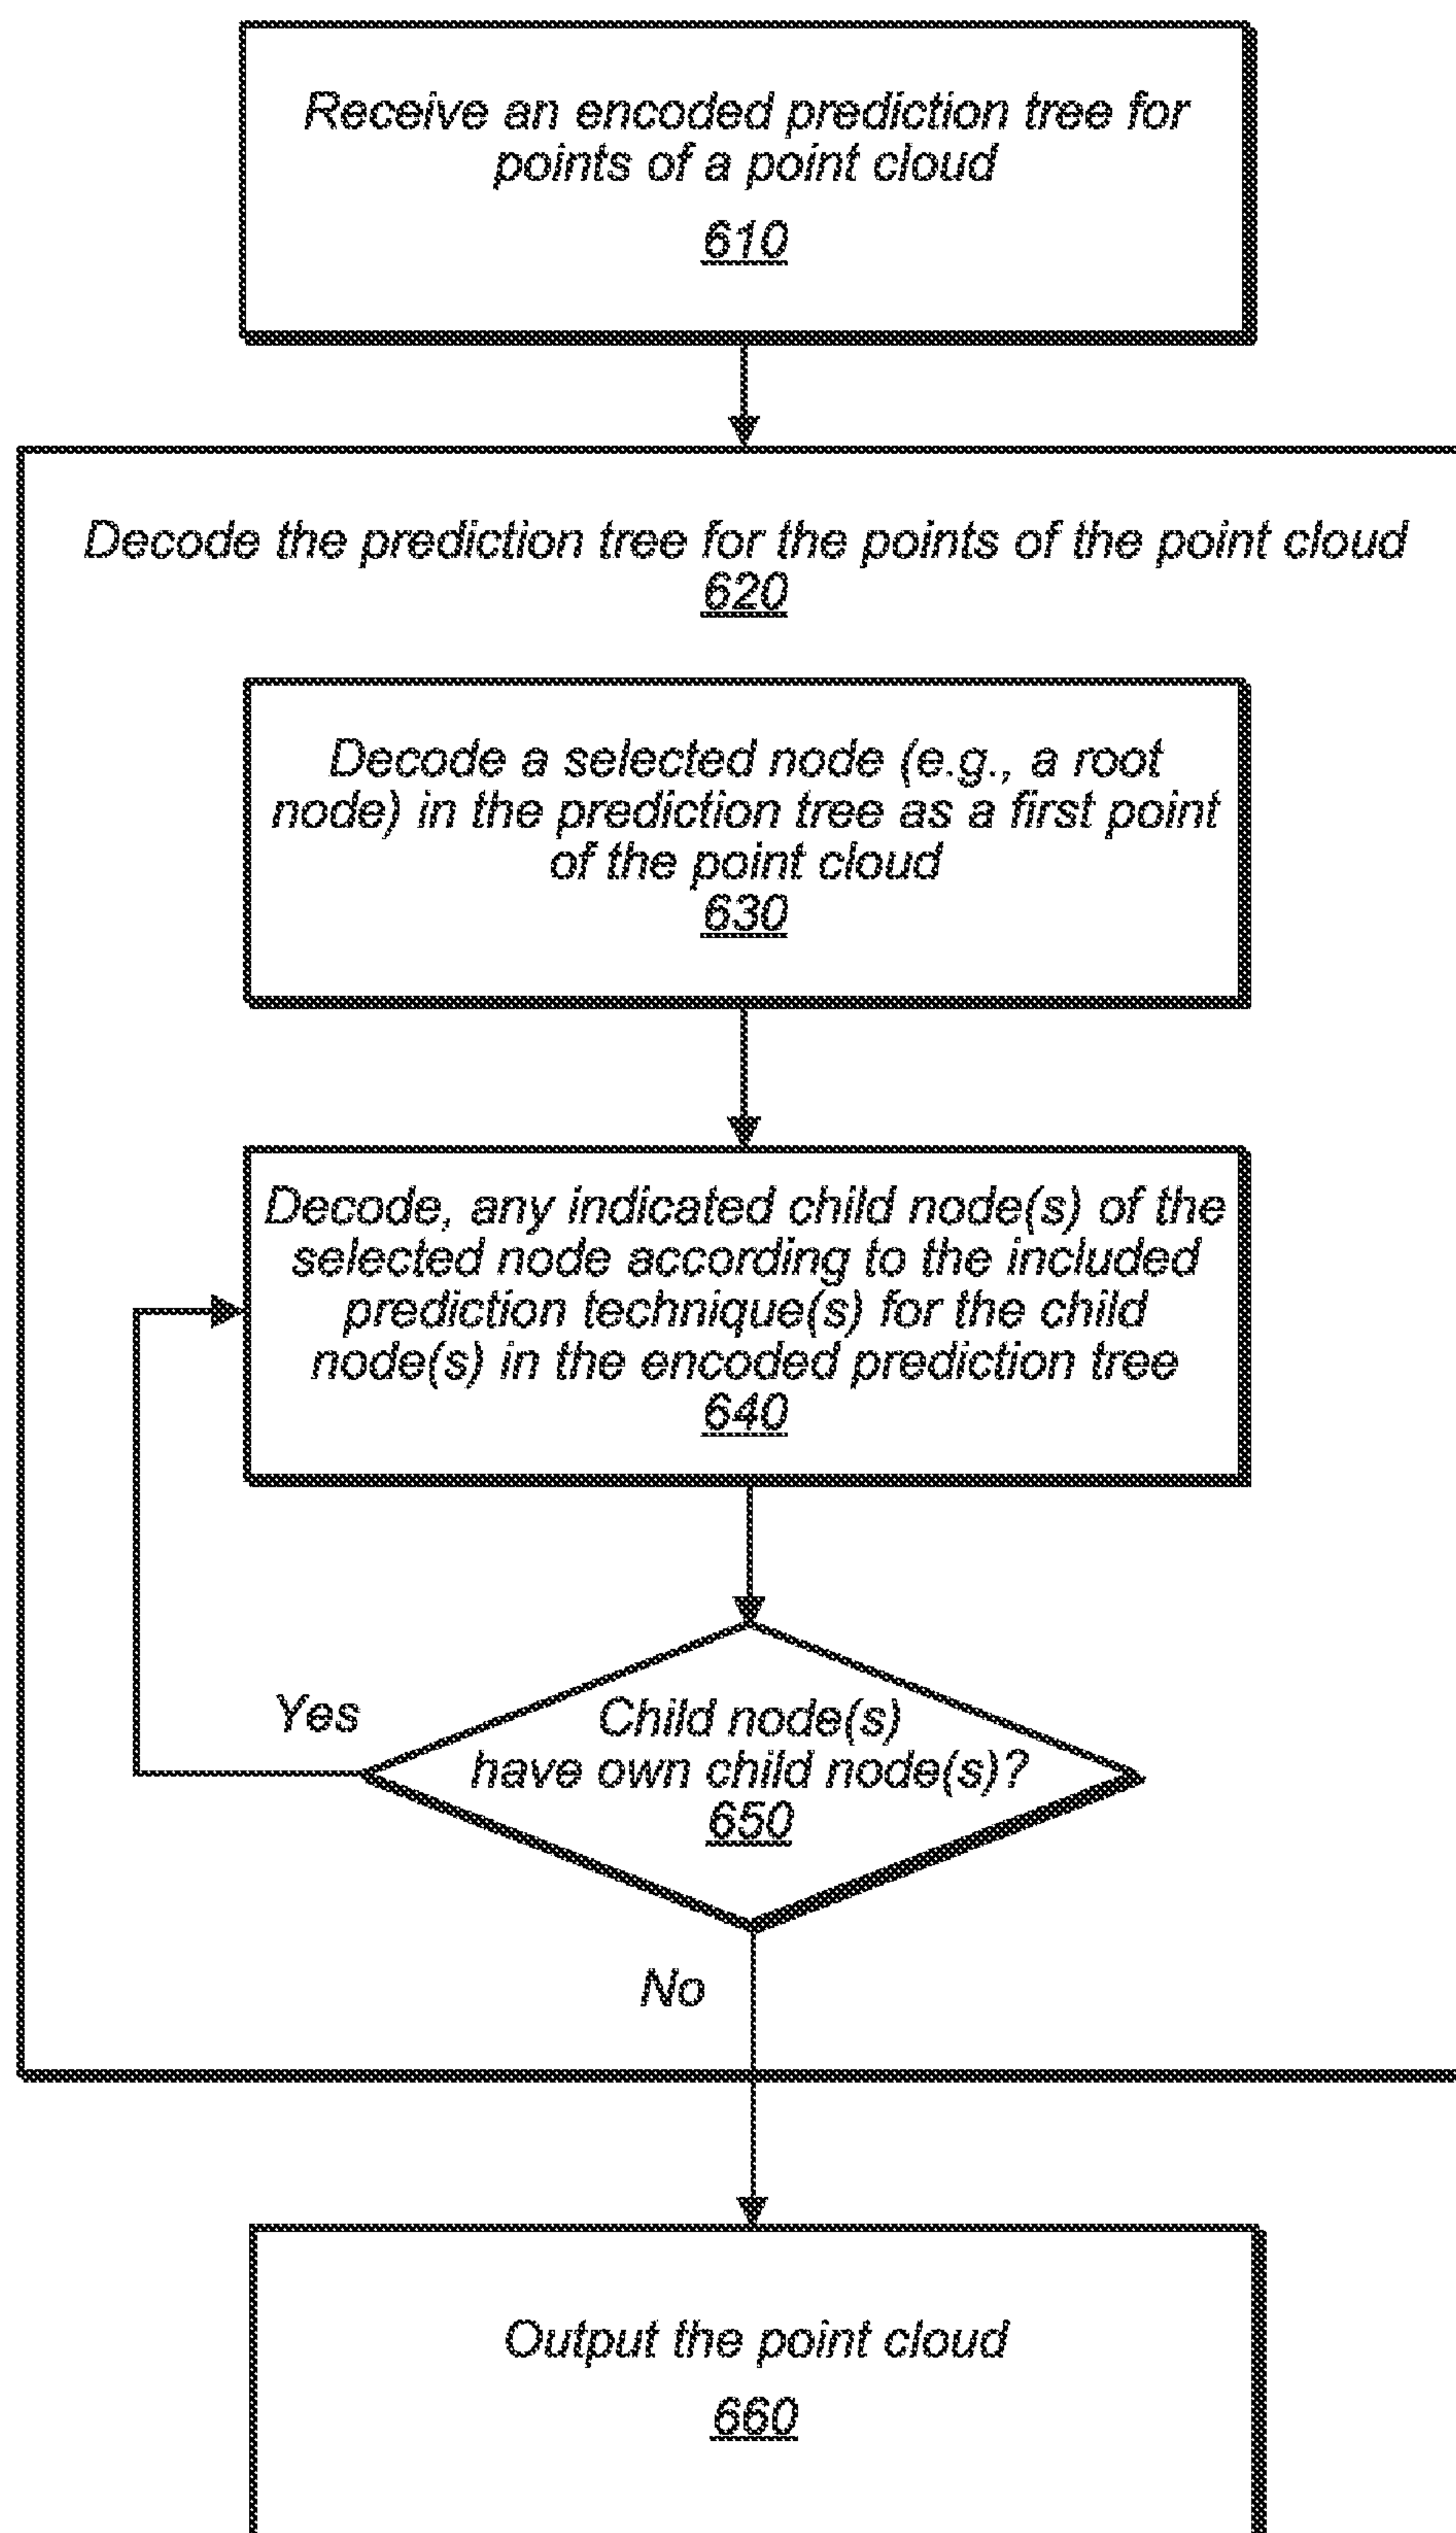 Receive an encoded prediction tree for
points of a point cloud
610
Decode the prediction tree for the points of the point cloud
620
Decode a selected node (e.g., a root
node) in the prediction tree as a first point
of the point cloud
630
Decode, any indicated child node(s) of the
selected node according to the included
prediction technique(s) for the child
node(s) in the encoded prediction tree
640
Yes
Child node(s)
have own child node(s)?
650
No
Output the point cloud
660